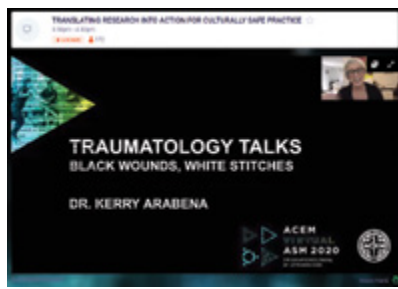 TRANSLATING RESEARCH INTO ACTION FOR CULTURALLY SAFE PRACTICE
TRAUMATOLOGY TALKS
BLACK WOUNDS, WHITE STITCHES
DR. KERRY ARABENA
ACEM
VIRTUAL
ASM 2020